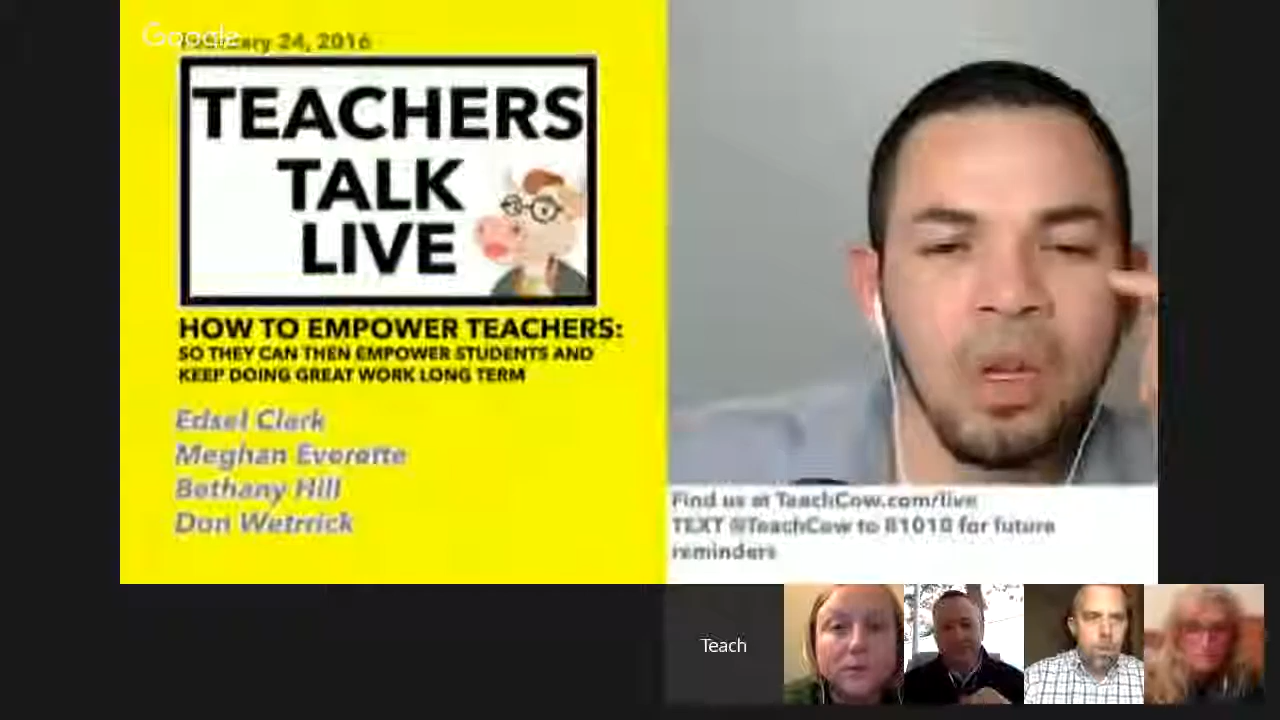 Google
February 24, 2016
TEACHERS
TALK
LIVE
HOW TO EMPOWER TEACHERS:
SO THEY CAN THEN EMPOWER STUDENTS AND
KEEP DOING GREAT WORK LONG TERM
Edsel Clark
Meghan Everette
Bethany Hill
Don Wetrrick
Find us at TeachCow.com/live
TEXT @TeachCow to 81010 for future
reminders
Teach